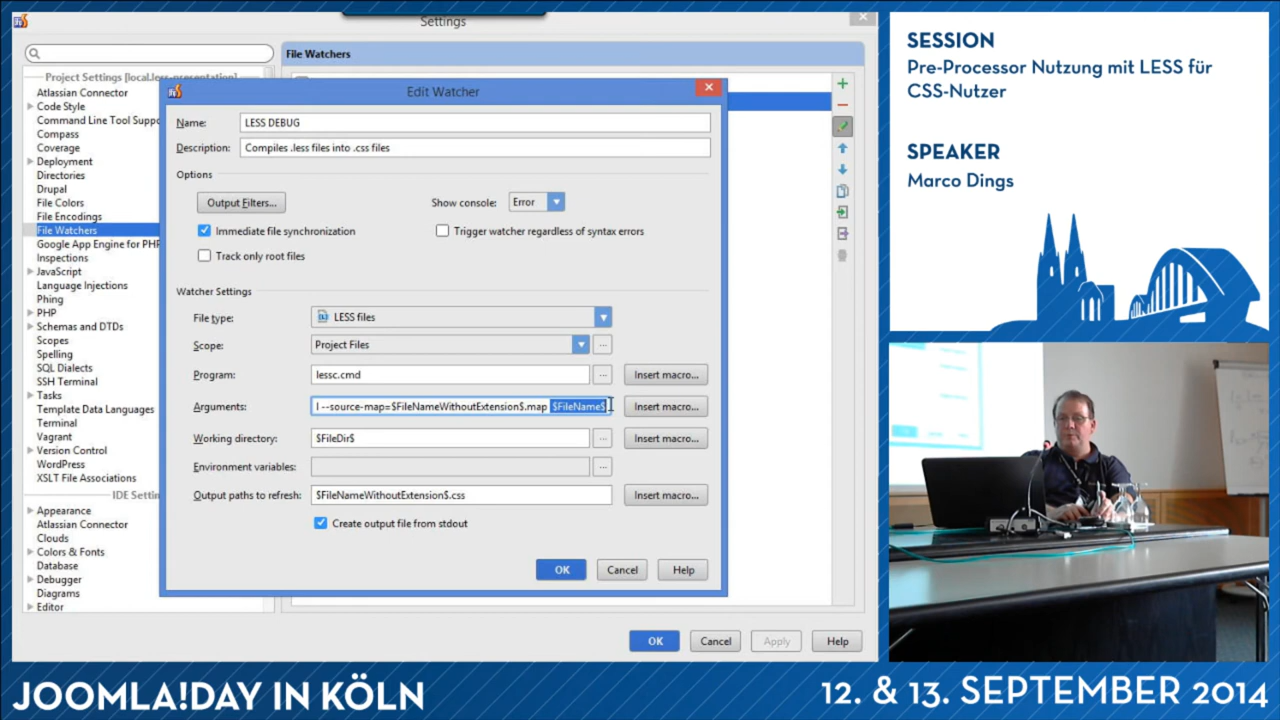 Settings
File Watchers
Project Settings [local.less-presentation]
Atlassian Connector
Code Style
Command Line Tool Suppo
Compass
Coverage
Deployment
Directories
Drupal
File Colors
File Encodings
File Watchers
Google App Engine for PHP
Inspections
JavaScript
Language Injections
Phing
PHP
Schemas and DTDs
Scopes
Spelling
SQL Dialects
SSH Terminal
Tasks
Template Data Languages
Terminal
Vagrant
Version Control
WordPress
XSLT File Associations
IDE Settin
Appearance
Atlassian Connector
Clouds
Colors & Fonts
Database
Debugger
Diagrams
Editor
Edit Watcher
Name: LESS DEBUG
Description: Compiles .less files into .css files
Options
Output Filters... Show console: Error
Immediate file synchronization Trigger watcher regardless of syntax errors
Track only root files
Watcher Settings
File type: LESS files
Scope: Project Files ...
Program: lessc.cmd ... Insert macro...
Arguments: l --source-map=$FileNameWithoutExtension$.map $FileName$ Insert macro...
Working directory: $FileDir$ ... Insert macro...
Environment variables: ...
Output paths to refresh: $FileNameWithoutExtension$.css Insert macro...
Create output file from stdout
OK Cancel Help
OK Cancel Apply Help
SESSION
Pre-Processor Nutzung mit LESS für
CSS-Nutzer
SPEAKER
Marco Dings
JOOMLA!DAY IN KÖLN
12. & 13. SEPTEMBER 2014